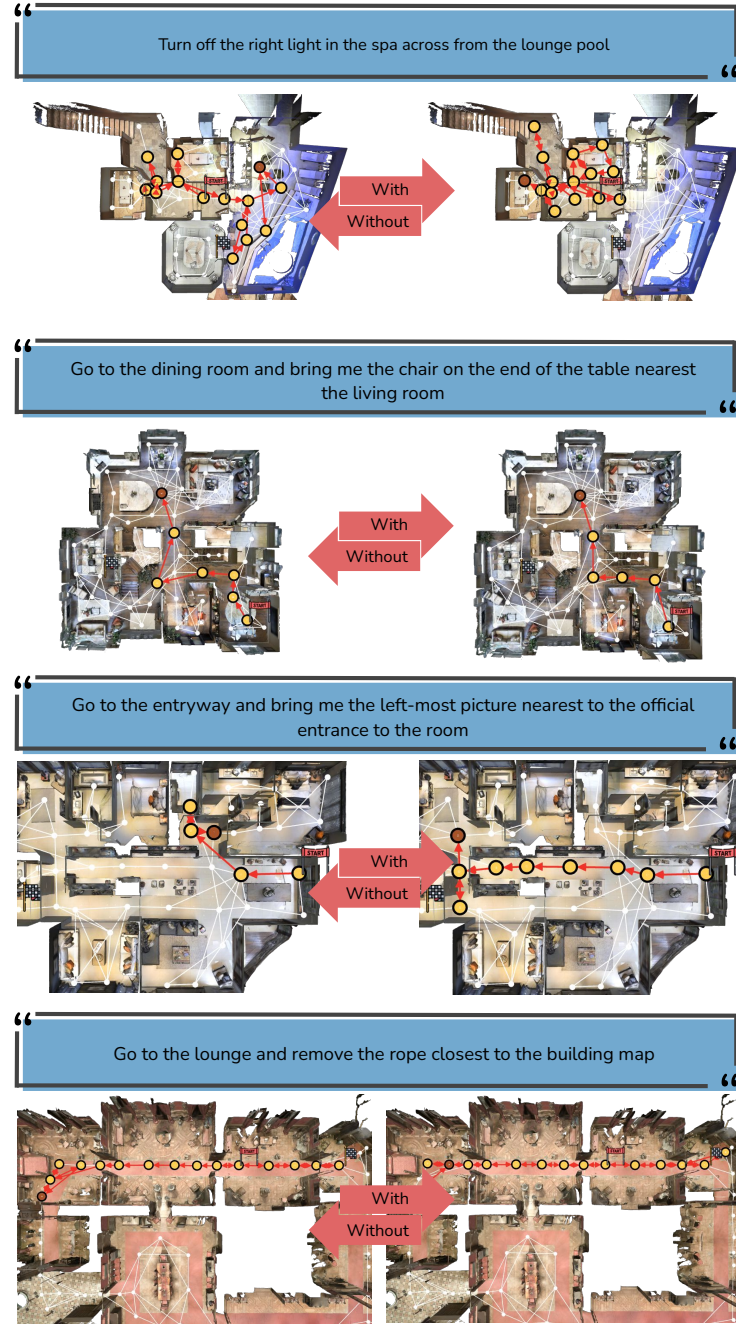 “
Turn off the right light in the spa across from the lounge pool
“
START
START
With
Without
“
Go to the dining room and bring me the chair on the end of the table nearest
the living room
“
With
Without
START
START
“
Go to the entryway and bring me the left-most picture nearest to the official
entrance to the room
“
START
START
With
Without
“
Go to the lounge and remove the rope closest to the building map
“
START
START
With
Without